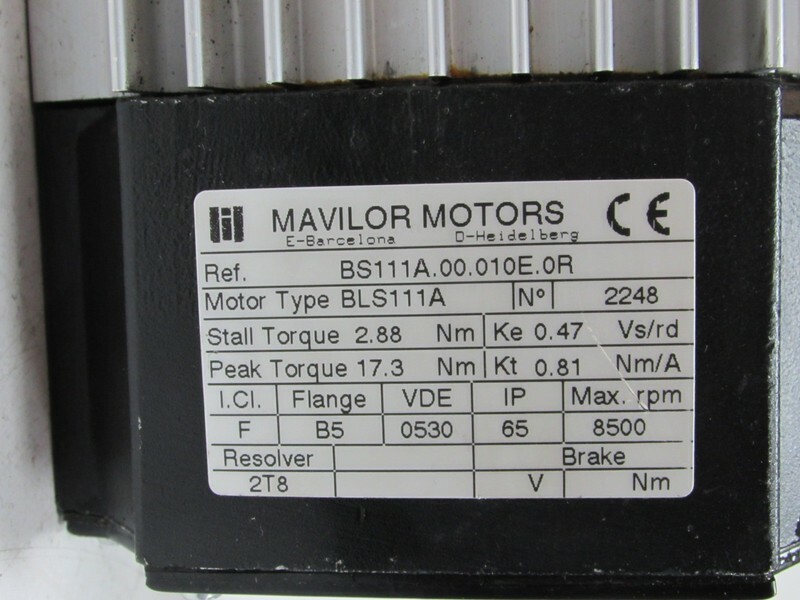 MAVILOR MOTORS CE
E-Barcelona D-Heidelberg
Ref. BS111A.00.010E.0R
Motor Type BLS111A Nº 2248
Stall Torque 2.88 Nm Ke 0.47 Vs/rd
Peak Torque 17.3 Nm Kt 0.81 Nm/A
I.Cl. Flange VDE IP Max. rpm
F B5 0530 65 8500
Resolver Brake
2T8 V Nm